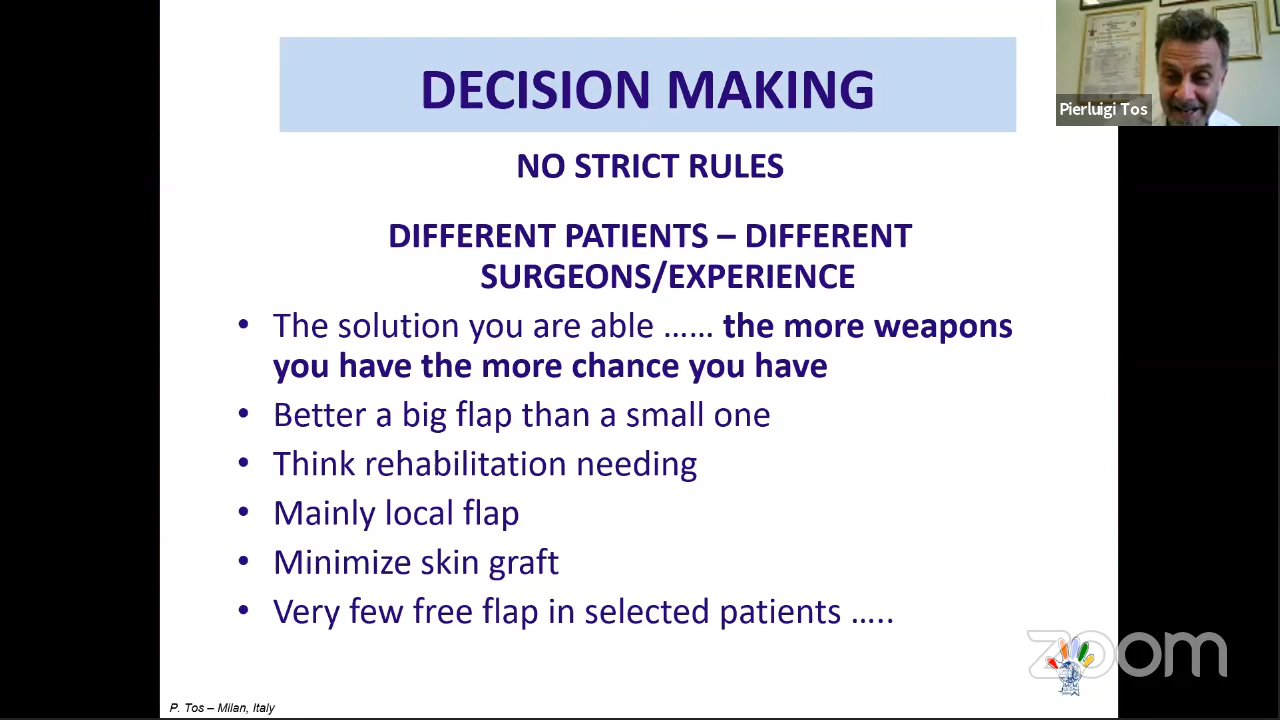 DECISION MAKING
Pierluigi Tos
NO STRICT RULES
DIFFERENT PATIENTS – DIFFERENT
SURGEONS/EXPERIENCE
• The solution you are able …… the more weapons
you have the more chance you have
• Better a big flap than a small one
• Think rehabilitation needing
• Mainly local flap
• Minimize skin graft
• Very few free flap in selected patients …..
zoom
P. Tos – Milan, Italy